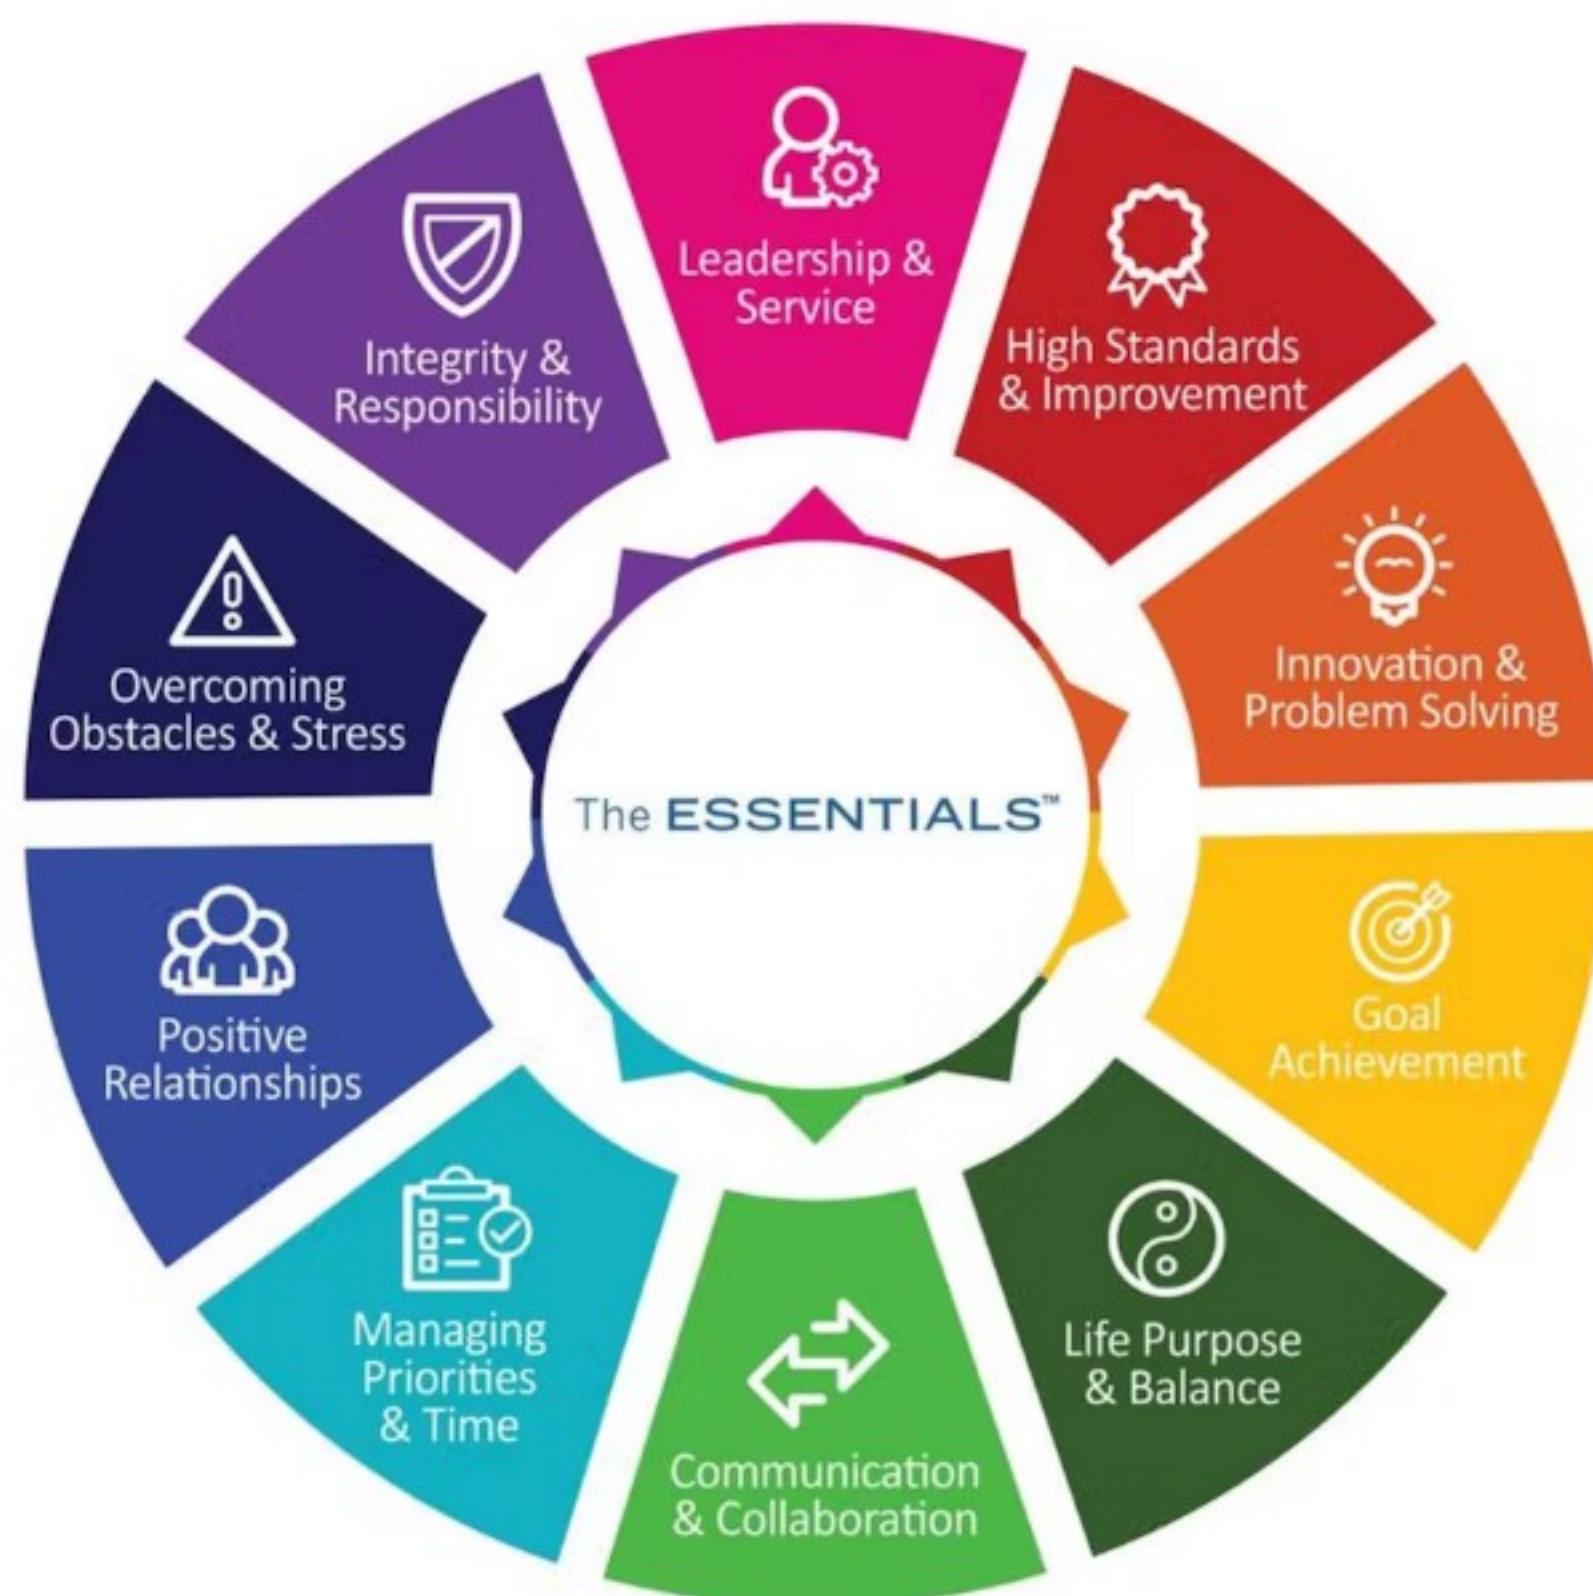 Leadership &
Service
High Standards
& Improvement
Innovation &
Problem Solving
Goal
Achievement
Life Purpose
& Balance
Communication
& Collaboration
Managing
Priorities
& Time
Positive
Relationships
Overcoming
Obstacles & Stress
Integrity &
Responsibility
The ESSENTIALS™